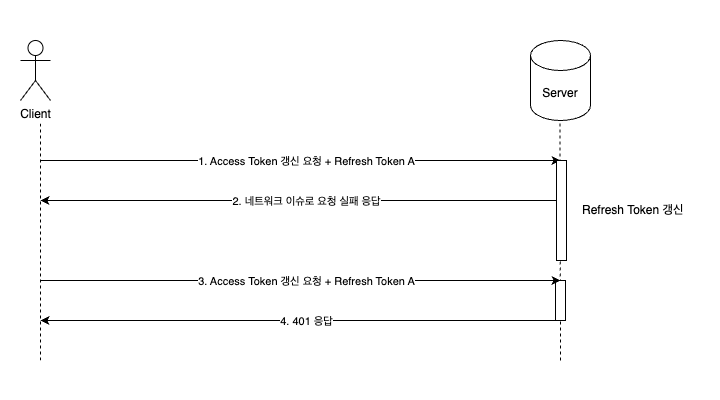 Client
Server
1. Access Token 갱신 요청 + Refresh Token A
2. 네트워크 이슈로 요청 실패 응답
Refresh Token 갱신
3. Access Token 갱신 요청 + Refresh Token A
4. 401 응답